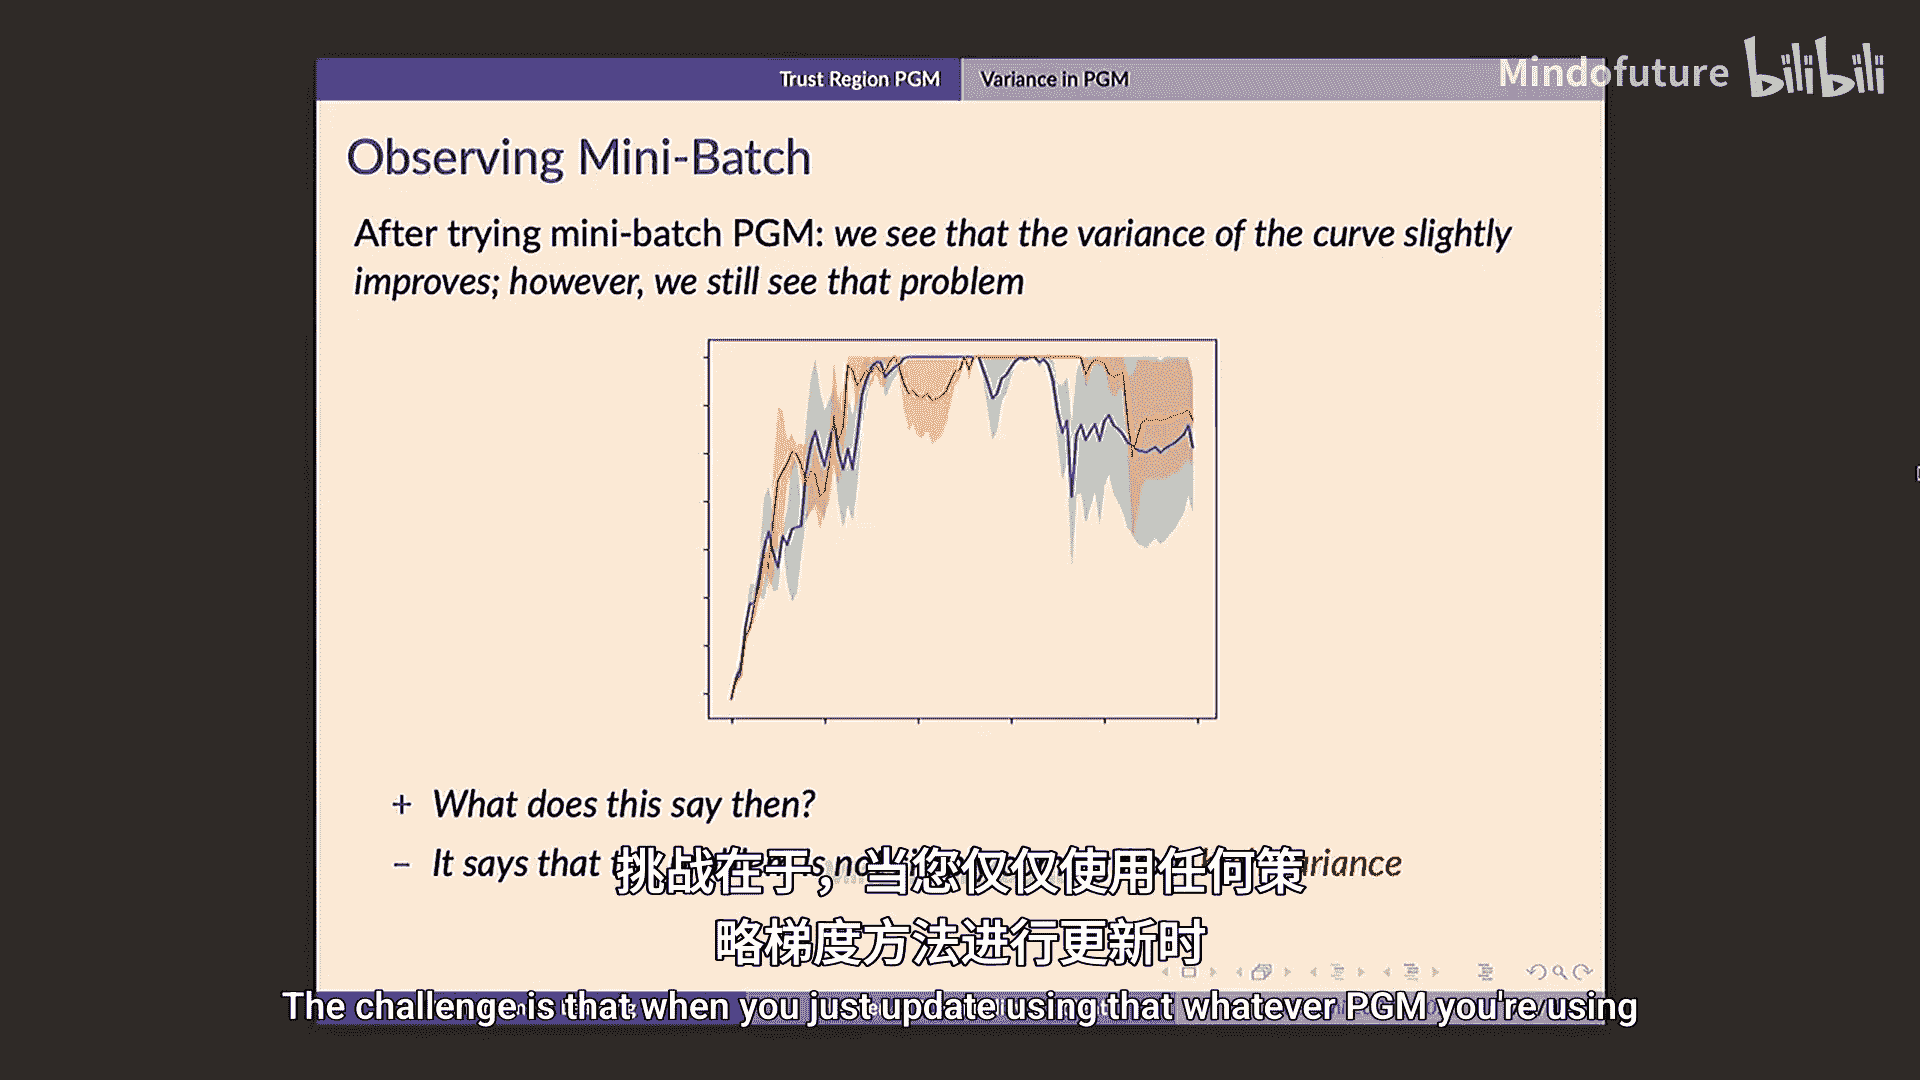 Mindofuture bilibili
Trust Region PGM Variance in PGM
Observing Mini-Batch
After trying mini-batch PGM: we see that the variance of the curve slightly
improves; however, we still see that problem
+ What does this say then?
− It says that variance
挑战在于，当您仅仅使用任何策
略梯度方法进行更新时
The challenge is that when you just update using that whatever PGM you're using